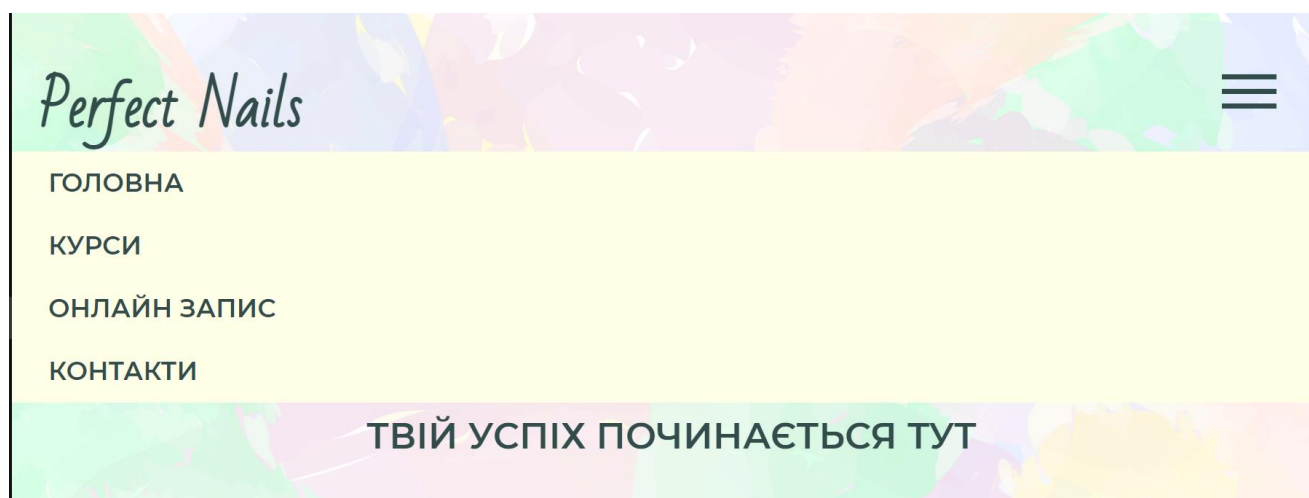 Perfect Nails
ГОЛОВНА
КУРСИ
ОНЛАЙН ЗАПИС
КОНТАКТИ
ТВІЙ УСПІХ ПОЧИНАЄТЬСЯ ТУТ